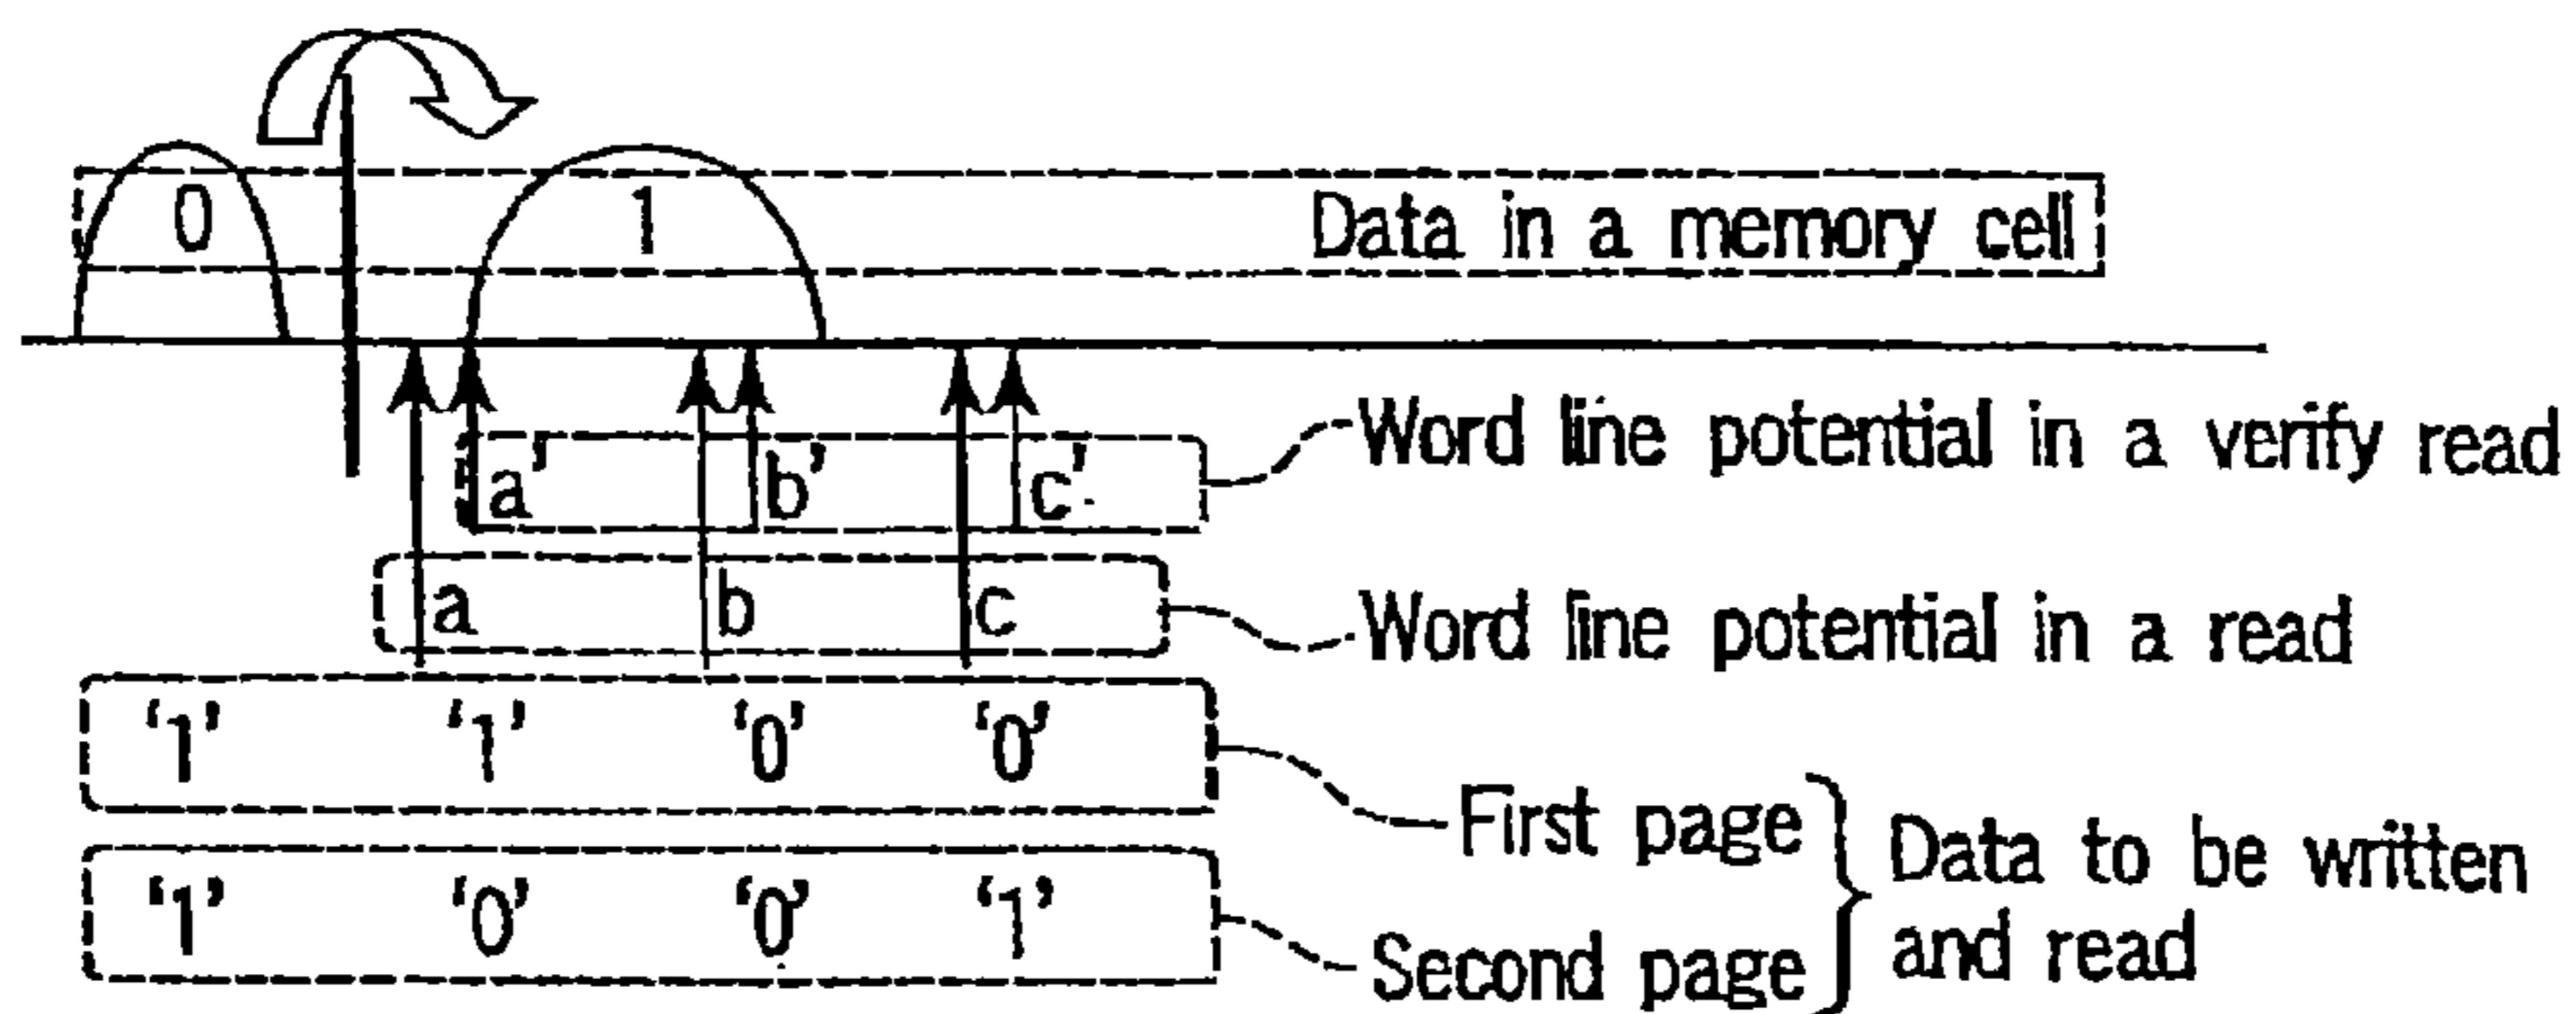 0 1 Data in a memory cell
a' b' c' Word line potential in a verify read
a b c Word line potential in a read
‘1’ ‘1’ ‘0’ ‘0’
First page
‘1’ ‘0’ ‘0’ ‘1’
Second page
Data to be written
and read